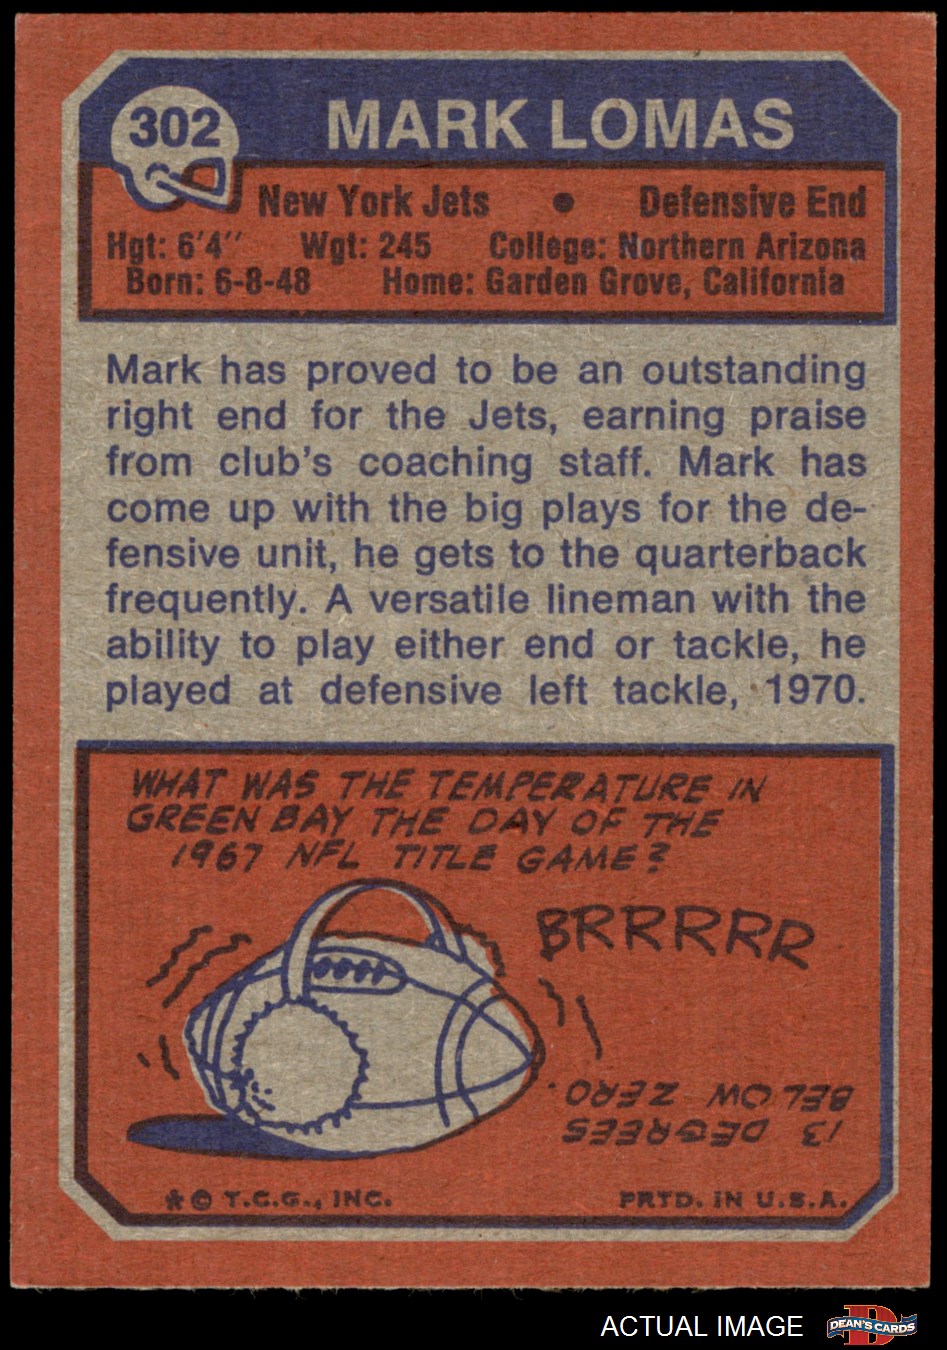 302
MARK LOMAS
New York Jets • Defensive End
Hgt: 6'4'' Wgt: 245 College: Northern Arizona
Born: 6-8-48 Home: Garden Grove, California
Mark has proved to be an outstanding
right end for the Jets, earning praise
from club's coaching staff. Mark has
come up with the big plays for the de-
fensive unit, he gets to the quarterback
frequently. A versatile lineman with the
ability to play either end or tackle, he
played at defensive left tackle, 1970.
WHAT WAS THE TEMPERATURE IN
GREEN BAY THE DAY OF THE
1967 NFL TITLE GAME?
BRRRRR
13 DEGREES
BELOW ZERO.
* © T.C.G., INC. PRTD. IN U.S.A.
ACTUAL IMAGE
D
DEAN'S CARDS